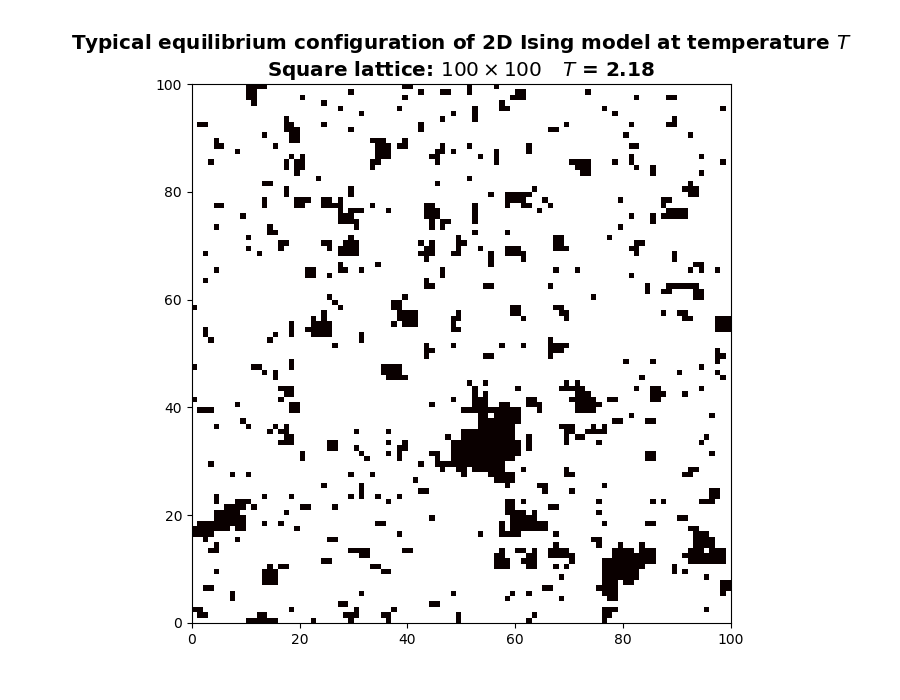 Typical equilibrium configuration of 2D Ising model at temperature T
Square lattice: 100 × 100 T = 2.18
100
80
60
40
20
0
0 20 40 60 80 100